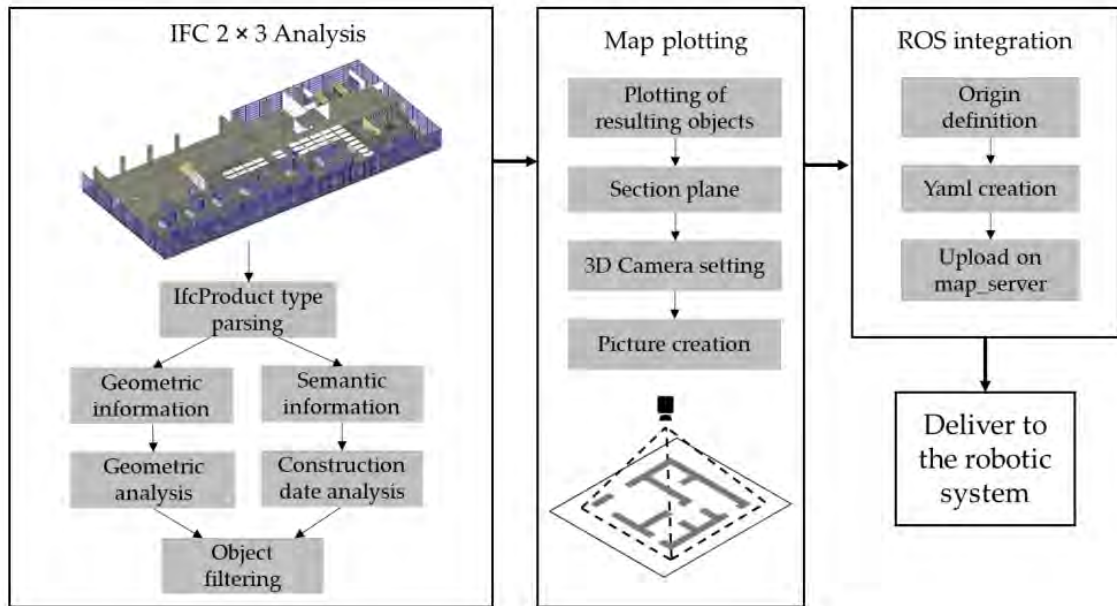 IFC 2 × 3 Analysis
IfcProduct type
parsing
Geometric
information
Semantic
information
Geometric
analysis
Construction
date analysis
Object
filtering
Map plotting
Plotting of
resulting objects
Section plane
3D Camera setting
Picture creation
ROS integration
Origin
definition
Yaml creation
Upload on
map_server
Deliver to
the robotic
system